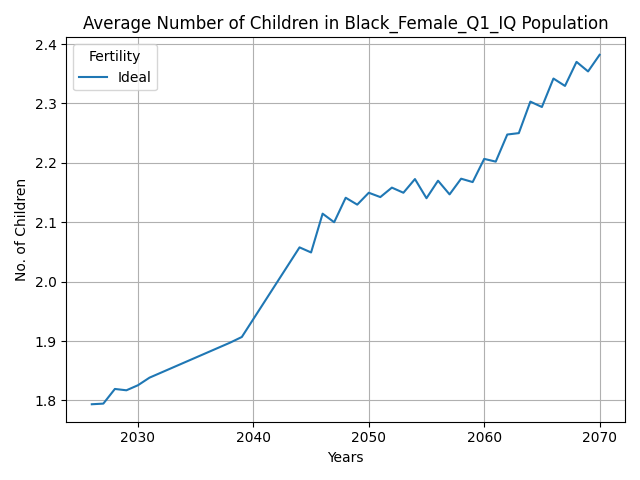 Average Number of Children in Black_Female_Q1_IQ Population
Fertility
Ideal
No. of Children
2.4
2.3
2.2
2.1
2.0
1.9
1.8
2030 2040 2050 2060 2070
Years